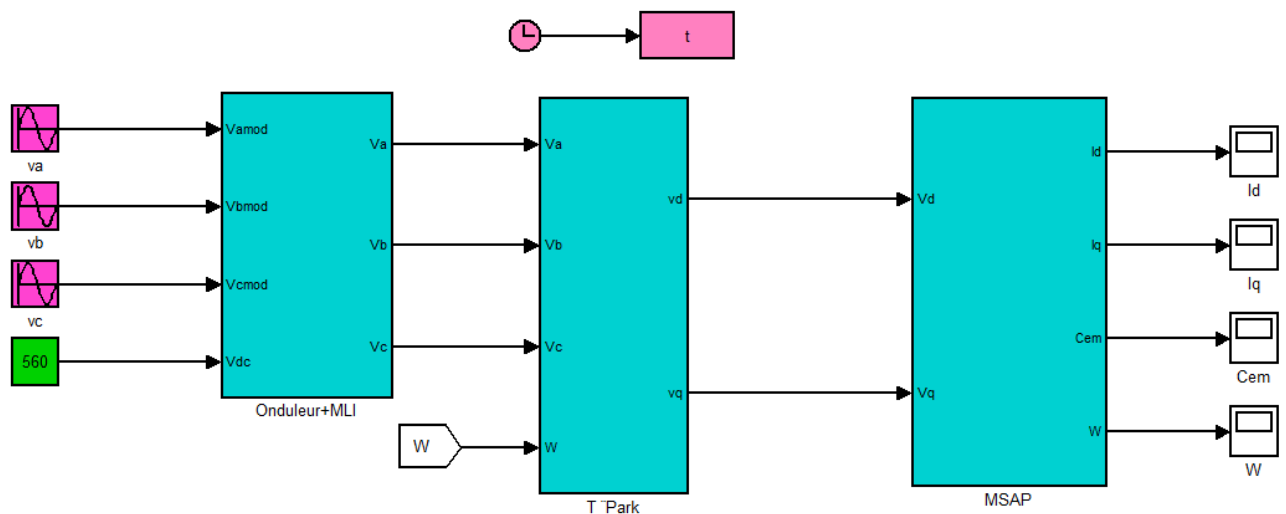 t
va
vb
vc
560
Vamod
Vbmod
Vcmod
Vdc
Va
Vb
Vc
Onduleur+MLI
W
Va
Vb
Vc
W
vd
vq
T ¨Park
Vd
Vq
Id
Iq
Cem
W
MSAP
Id
Iq
Cem
W